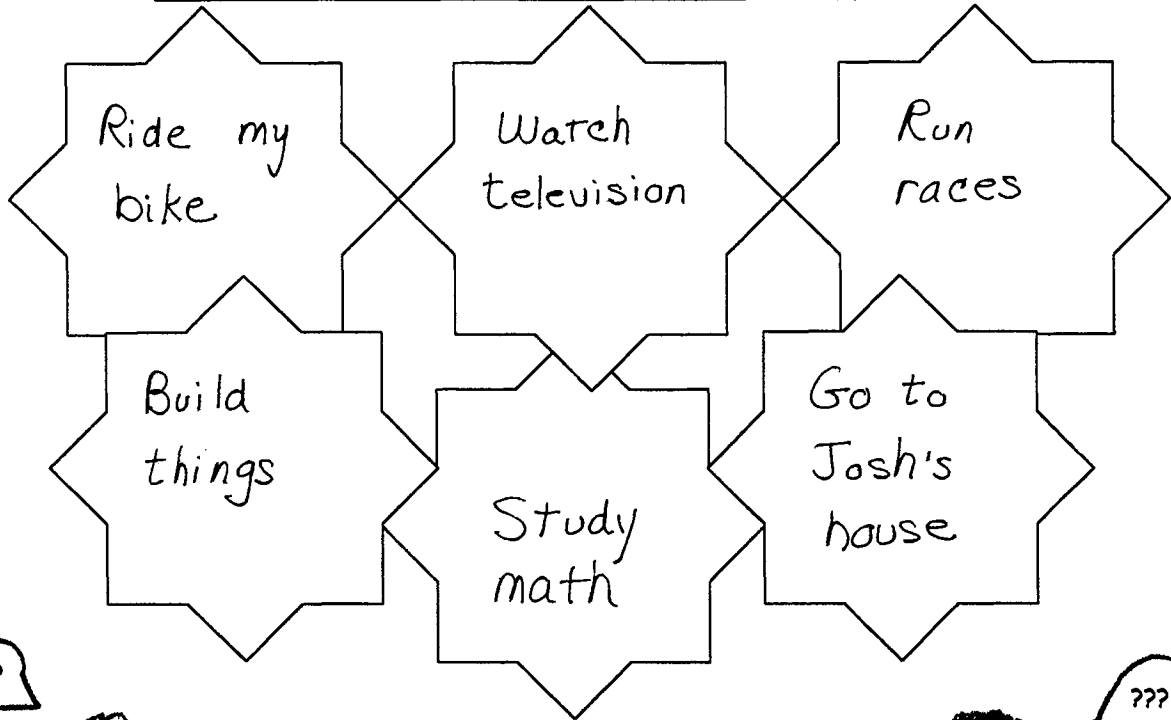 Ride my
bike
Watch
television
Run
races
Build
things
Study
math
Go to
Josh's
house
???